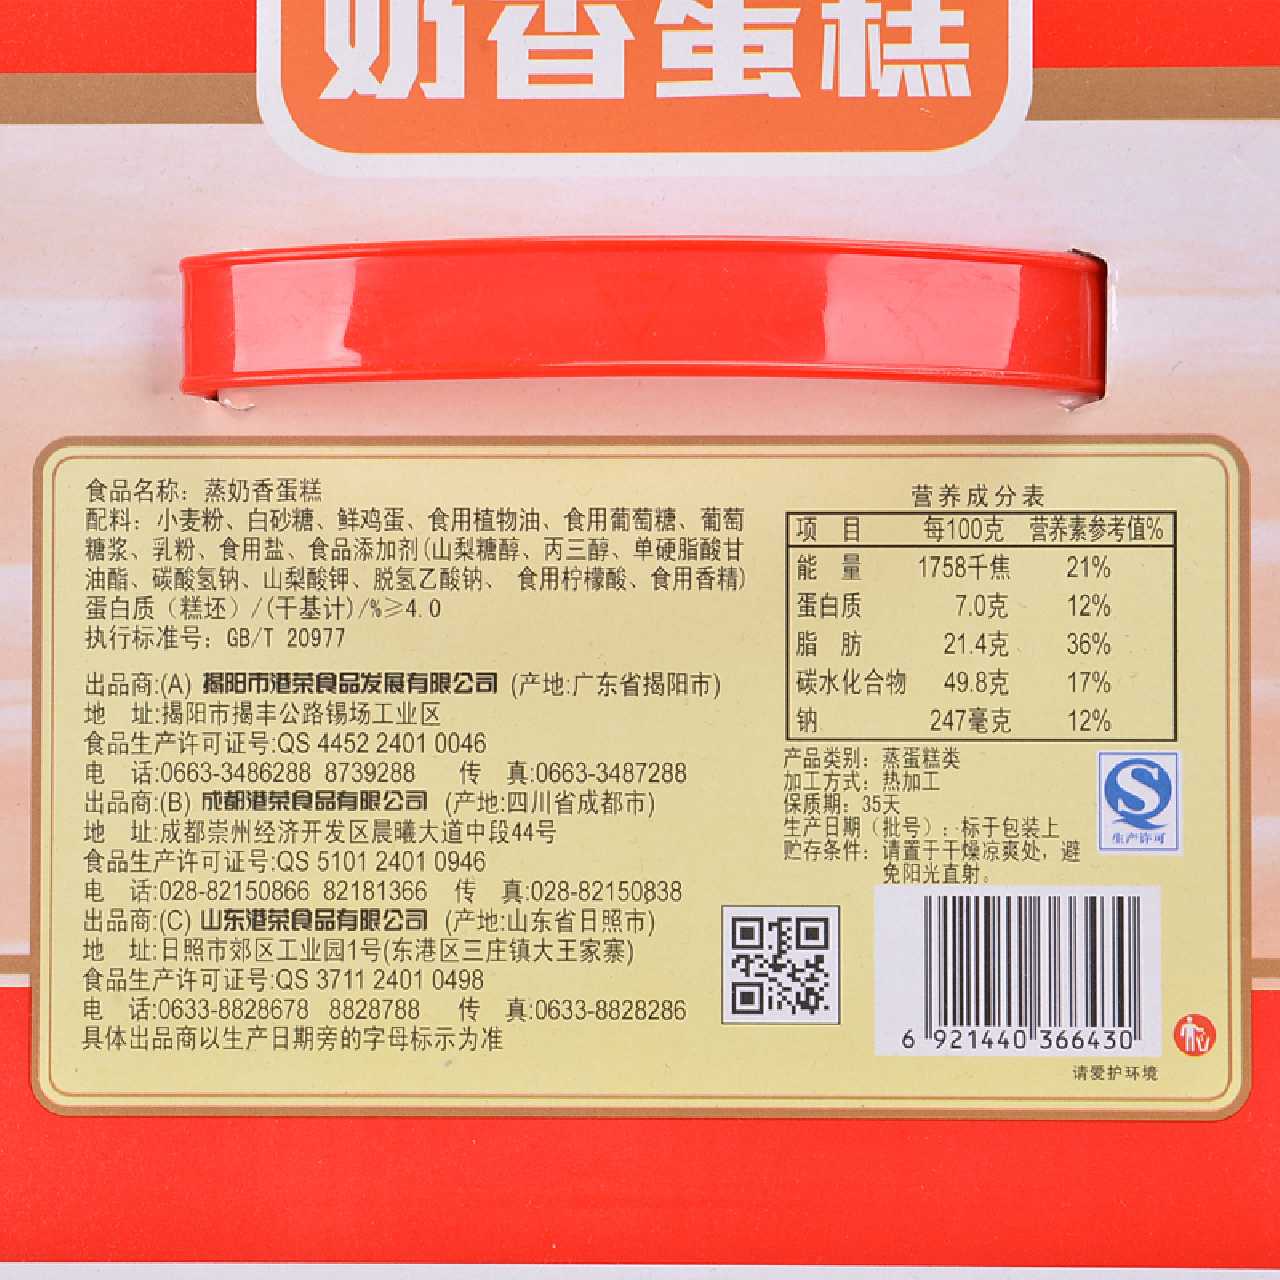 奶香蛋糕
食品名称：蒸奶香蛋糕
配料：小麦粉、白砂糖、鲜鸡蛋、食用植物油、食用葡萄糖、葡萄
糖浆、乳粉、食用盐、食品添加剂(山梨糖醇、丙三醇、单硬脂酸甘
油酯、碳酸氢钠、山梨酸钾、脱氢乙酸钠、 食用柠檬酸、食用香精)
蛋白质（糕坯）/(干基计)/%≥4.0
执行标准号：GB/T 20977
出品商:(A) 揭阳市港荣食品发展有限公司 (产地:广东省揭阳市)
地 址:揭阳市揭丰公路锡场工业区
食品生产许可证号:QS 4452 2401 0046
电 话:0663-3486288 8739288 传 真:0663-3487288
出品商:(B) 成都港荣食品有限公司 (产地:四川省成都市)
地 址:成都崇州经济开发区晨曦大道中段44号
食品生产许可证号:QS 5101 2401 0946
电 话:028-82150866 82181366 传 真:028-82150838
出品商:(C) 山东港荣食品有限公司 (产地:山东省日照市)
地 址:日照市郊区工业园1号(东港区三庄镇大王家寨)
食品生产许可证号:QS 3711 2401 0498
电 话:0633-8828678 8828788 传 真:0633-8828286
具体出品商以生产日期旁的字母标示为准
营养成分表
项 目 每100克 营养素参考值%
能 量 1758千焦 21%
蛋白质 7.0克 12%
脂 肪 21.4克 36%
碳水化合物 49.8克 17%
钠 247毫克 12%
产品类别：蒸蛋糕类
加工方式：热加工
保质期：35天
生产日期（批号）：标于包装上
贮存条件：请置于干燥凉爽处，避
免阳光直射。
生产许可
6 921440 366430
请爱护环境